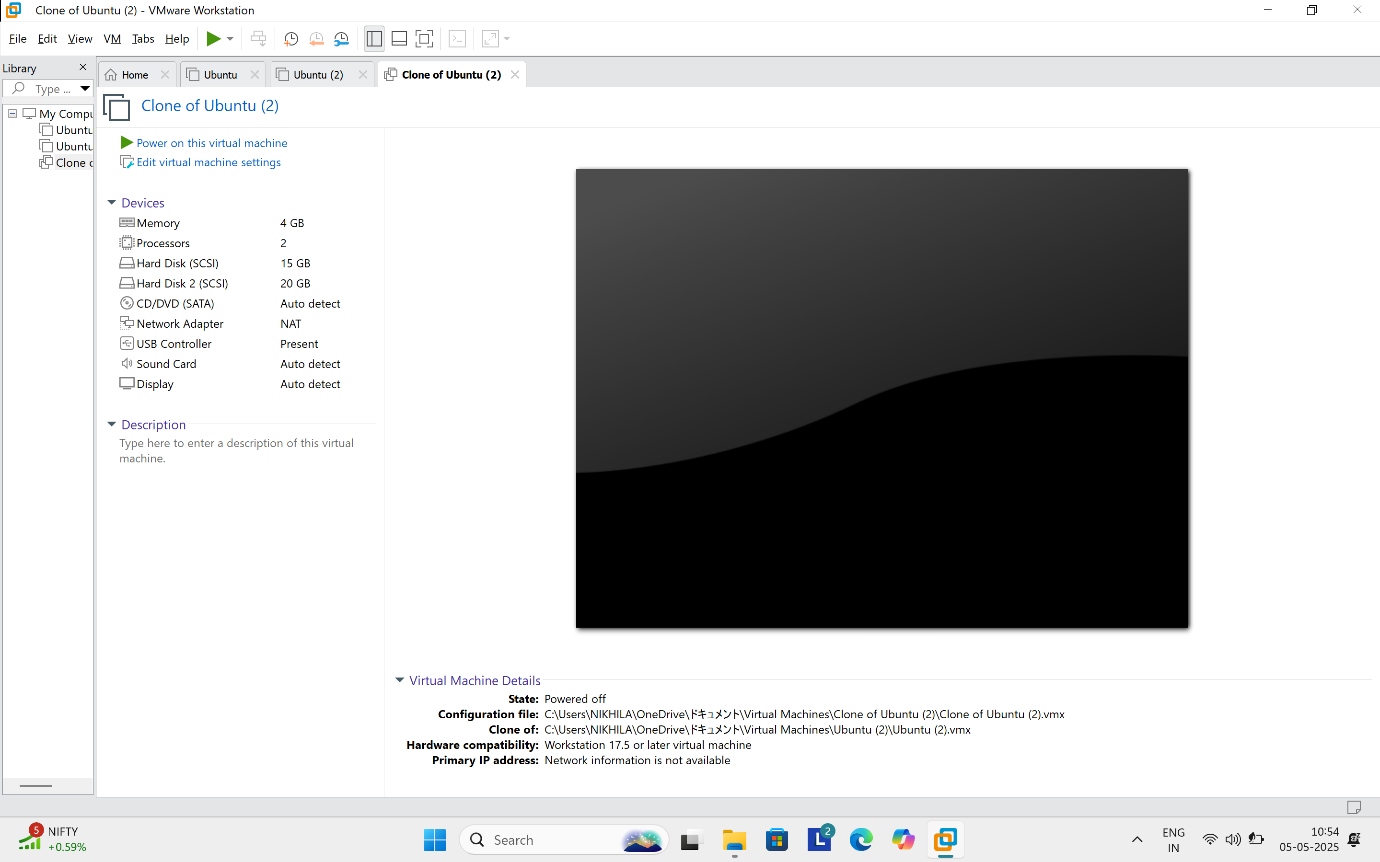 Clone of Ubuntu (2) - VMware Workstation
File Edit View VM Tabs Help
Library
Type ...
Home
Ubuntu
Ubuntu (2)
Clone of Ubuntu (2)
My Compu
Ubuntu
Ubuntu
Clone o
Clone of Ubuntu (2)
Power on this virtual machine
Edit virtual machine settings
Devices
Memory 4 GB
Processors 2
Hard Disk (SCSI) 15 GB
Hard Disk 2 (SCSI) 20 GB
CD/DVD (SATA) Auto detect
Network Adapter NAT
USB Controller Present
Sound Card Auto detect
Display Auto detect
Description
Type here to enter a description of this virtual
machine.
Virtual Machine Details
State: Powered off
Configuration file: C:\Users\NIKHILA\OneDrive\ドキュメント\Virtual Machines\Clone of Ubuntu (2)\Clone of Ubuntu (2).vmx
Clone of: C:\Users\NIKHILA\OneDrive\ドキュメント\Virtual Machines\Ubuntu (2)\Ubuntu (2).vmx
Hardware compatibility: Workstation 17.5 or later virtual machine
Primary IP address: Network information is not available
5
NIFTY
+0.59%
Search
L 2
ENG
IN
10:54
05-05-2025